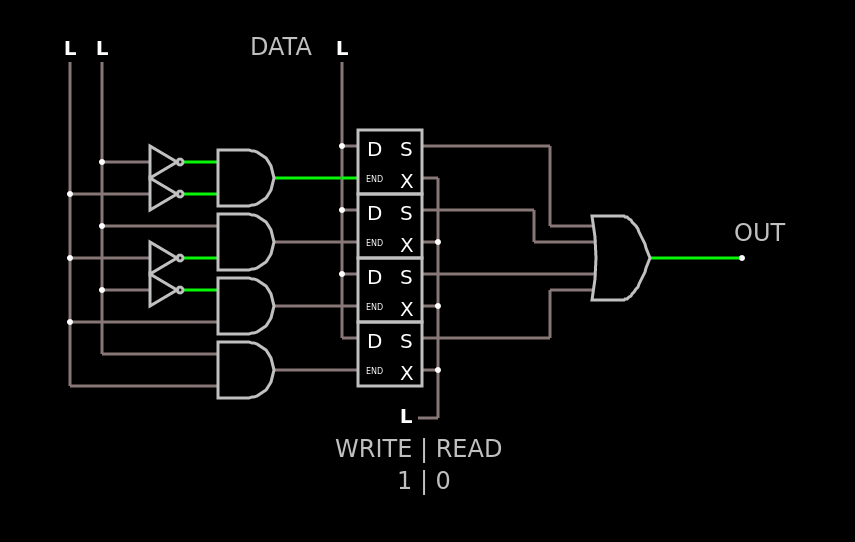 L L DATA L
D S
END X
D S
OUT
END X
D S
END X
D S
END X
L
WRITE | READ
1 | 0